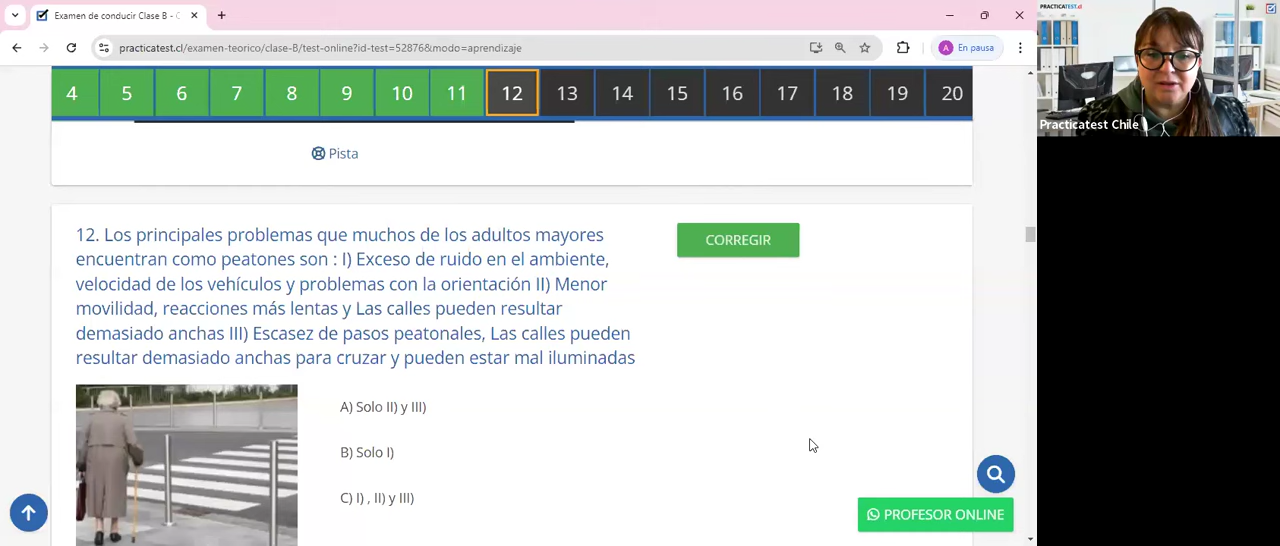 Examen de conducir Clase B - C
practicatest.cl/examen-teorico/clase-B/test-online?id-test=52876&modo=aprendizaje
A
En pausa
4 5 6 7 8 9 10 11 12 13 14 15 16 17 18 19 20
Pista
12. Los principales problemas que muchos de los adultos mayores
encuentran como peatones son : I) Exceso de ruido en el ambiente,
velocidad de los vehículos y problemas con la orientación II) Menor
movilidad, reacciones más lentas y Las calles pueden resultar
demasiado anchas III) Escasez de pasos peatonales, Las calles pueden
resultar demasiado anchas para cruzar y pueden estar mal iluminadas
CORREGIR
A) Solo II) y III)
B) Solo I)
C) I) , II) y III)
PROFESOR ONLINE
PRACTICATEST.cl
Practicatest Chile